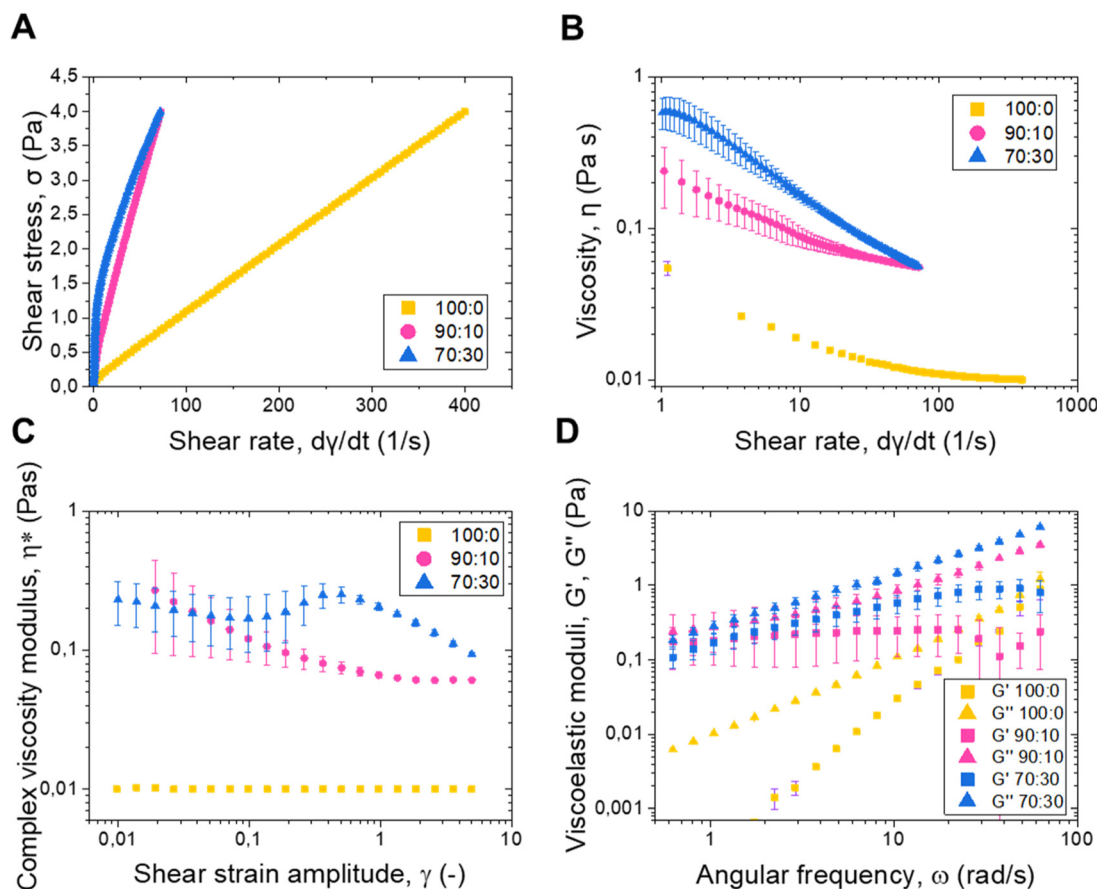 A
Shear stress, σ (Pa)
4,5
4,0
3,5
3,0
2,5
2,0
1,5
1,0
0,5
0,0
100:0
90:10
70:30
0 100 200 300 400
Shear rate, dγ/dt (1/s)
B
Viscosity, η (Pa s)
1
0.1
0.01
100:0
90:10
70:30
1 10 100 1000
Shear rate, dγ/dt (1/s)
C
Complex viscosity modulus, η* (Pas)
1
0,1
0,01
100:0
90:10
70:30
0,01 0,1 1 10
Shear strain amplitude, γ (-)
D
Viscoelastic moduli, G', G'' (Pa)
10
1
0,1
0,01
0,001
G' 100:0
G'' 100:0
G' 90:10
G'' 90:10
G' 70:30
G'' 70:30
1 10 100
Angular frequency, ω (rad/s)